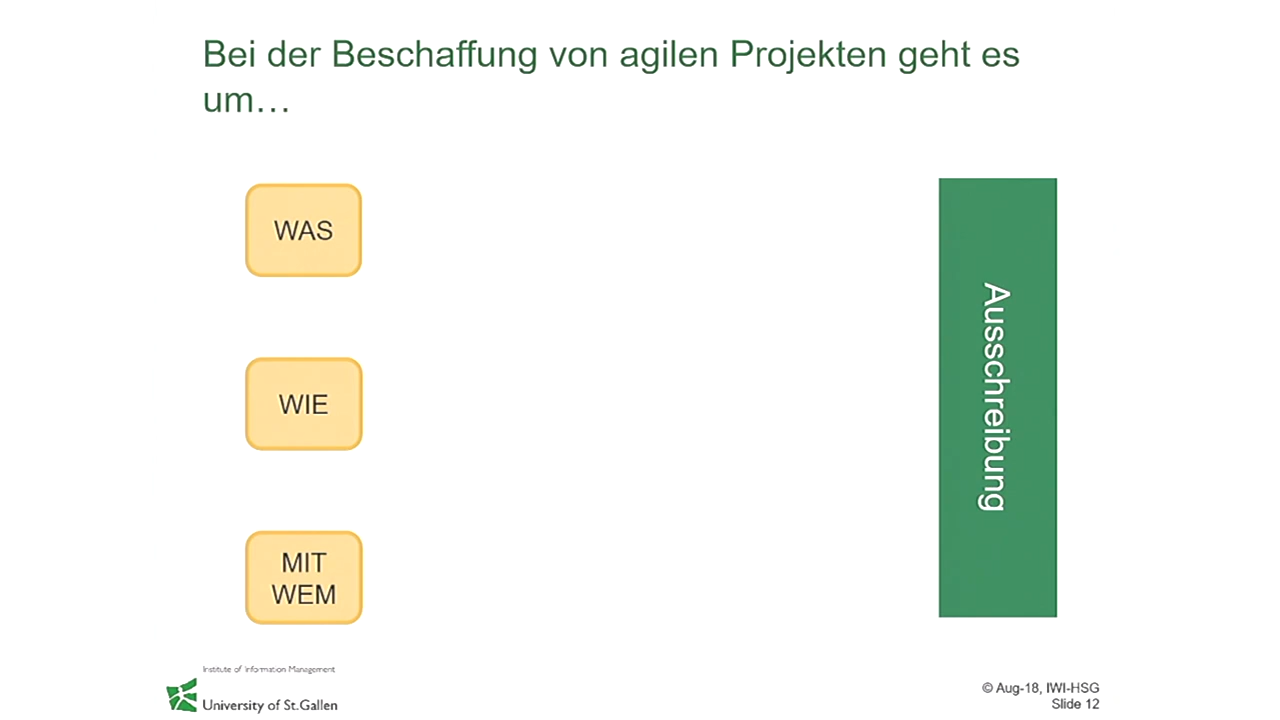 Bei der Beschaffung von agilen Projekten geht es
um…
WAS
WIE
MIT
WEM
Ausschreibung
Institute of Information Management
University of St.Gallen
© Aug-18, IWI-HSG
Slide 12